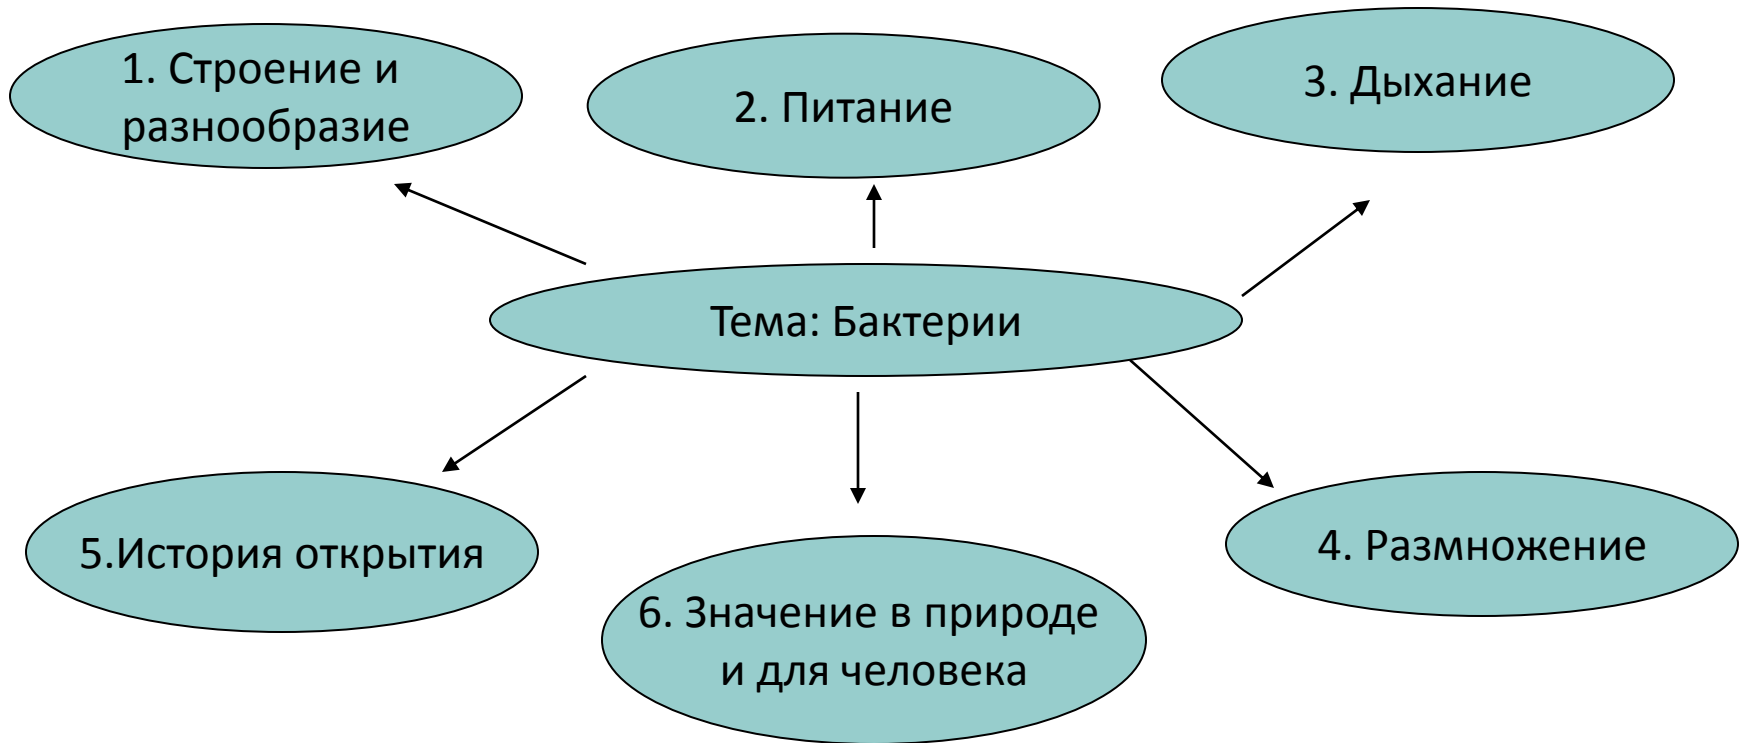 1. Строение и
разнообразие
2. Питание
3. Дыхание
Тема: Бактерии
5.История открытия
6. Значение в природе
и для человека
4. Размножение